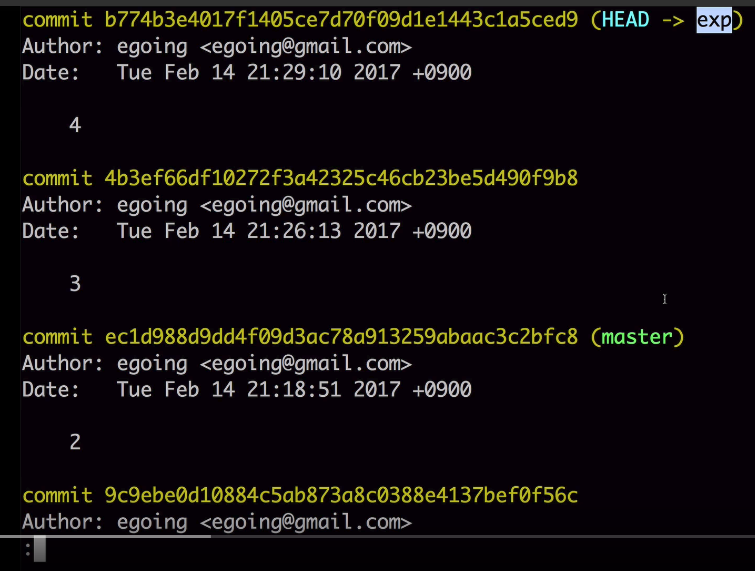 commit b774b3e4017f1405ce7d70f09d1e1443c1a5ced9 (HEAD -> exp)
Author: egoing <egoing@gmail.com>
Date:   Tue Feb 14 21:29:10 2017 +0900
    4
commit 4b3ef66df10272f3a42325c46cb23be5d490f9b8
Author: egoing <egoing@gmail.com>
Date:   Tue Feb 14 21:26:13 2017 +0900
    3
commit ec1d988d9dd4f09d3ac78a913259abaac3c2bfc8 (master)
Author: egoing <egoing@gmail.com>
Date:   Tue Feb 14 21:18:51 2017 +0900
    2
commit 9c9ebe0d10884c5ab873a8c0388e4137bef0f56c
Author: egoing <egoing@gmail.com>
: